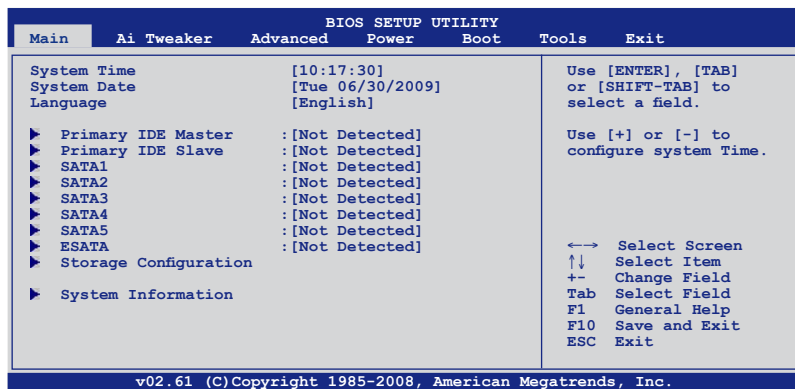 BIOS SETUP UTILITY
Main Ai Tweaker Advanced Power Boot Tools Exit
System Time [10:17:30]
System Date [Tue 06/30/2009]
Language [English]
Primary IDE Master :[Not Detected]
Primary IDE Slave :[Not Detected]
SATA1 :[Not Detected]
SATA2 :[Not Detected]
SATA3 :[Not Detected]
SATA4 :[Not Detected]
SATA5 :[Not Detected]
ESATA :[Not Detected]
Storage Configuration
System Information
Use [ENTER], [TAB]
or [SHIFT-TAB] to
select a field.
Use [+] or [-] to
configure system Time.
←→ Select Screen
↑↓ Select Item
+- Change Field
Tab Select Field
F1 General Help
F10 Save and Exit
ESC Exit
v02.61 (C)Copyright 1985-2008, American Megatrends, Inc.